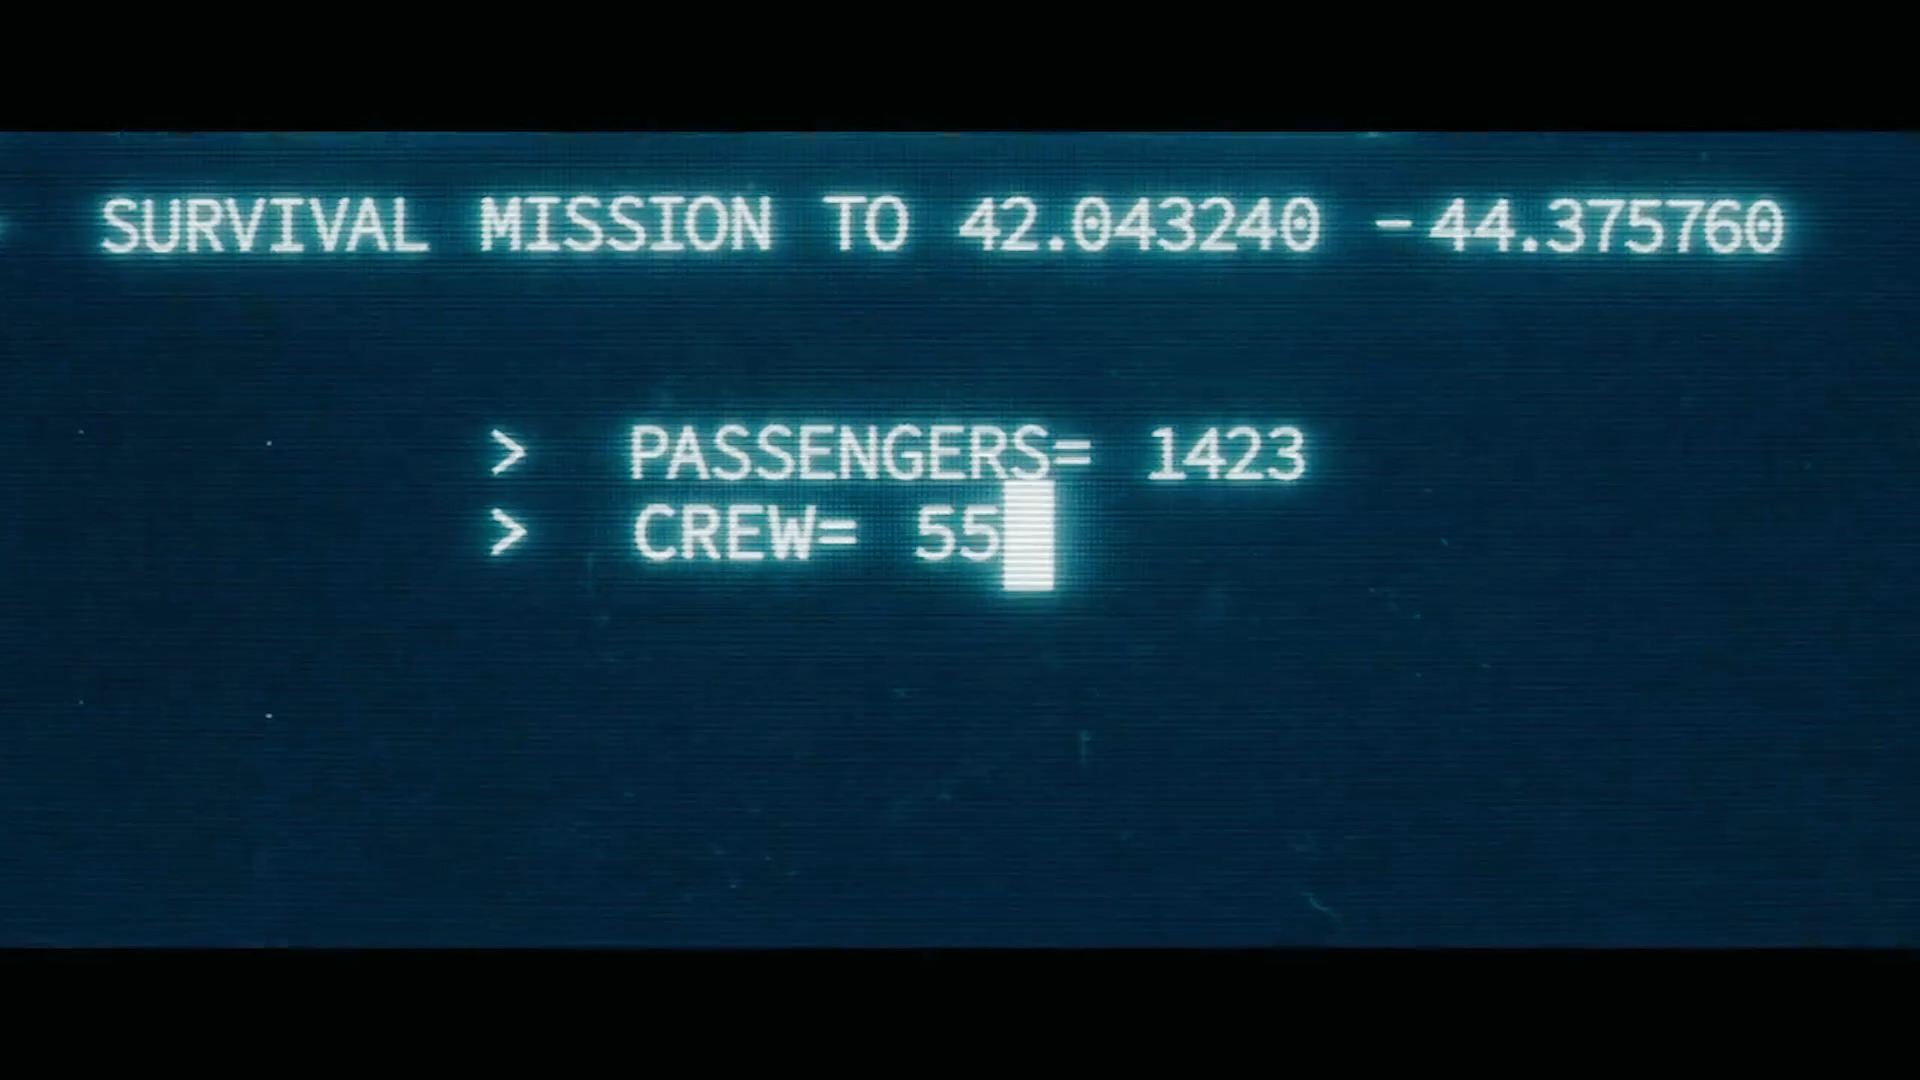 SURVIVAL MISSION TO 42.043240 -44.375760
> PASSENGERS= 1423
> CREW= 55